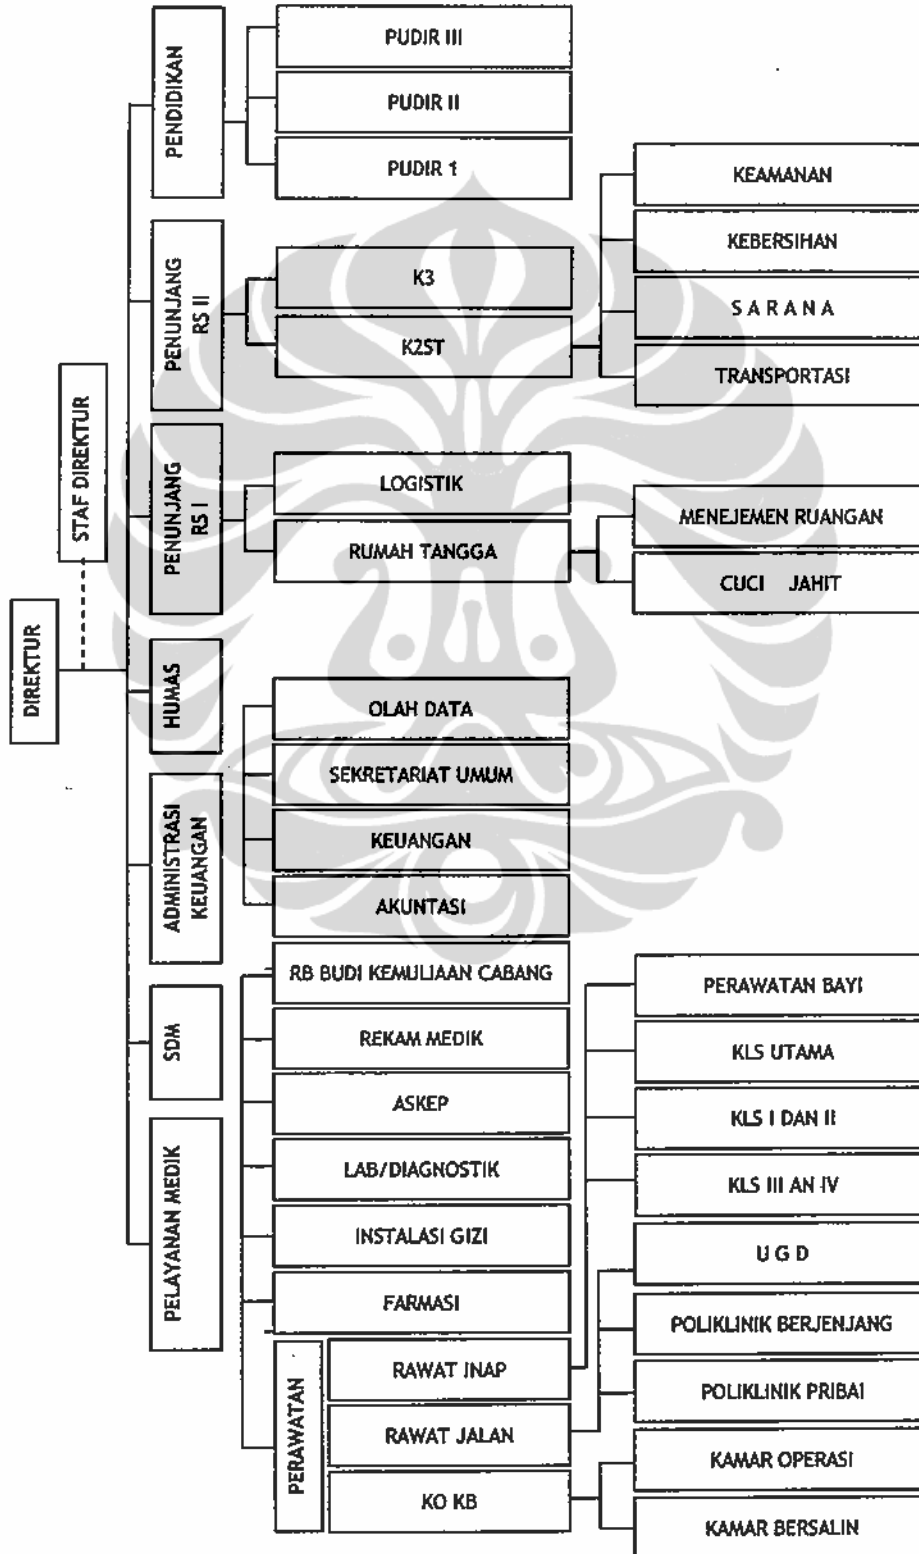 DIREKTUR
STAF DIREKTUR
PENDIDIKAN
PUDIR III
PUDIR II
PUDIR 1
PENUNJANG
RS II
K3
K2ST
KEAMANAN
KEBERSIHAN
S A R A N A
TRANSPORTASI
PENUNJANG
RS I
LOGISTIK
RUMAH TANGGA
MENEJEMEN RUANGAN
CUCI JAHIT
HUMAS
ADMINISTRASI
KEUANGAN
OLAH DATA
SEKRETARIAT UMUM
KEUANGAN
AKUNTASI
SDM
PELAYANAN MEDIK
RB BUDI KEMULIAAN CABANG
REKAM MEDIK
ASKEP
LAB/DIAGNOSTIK
INSTALASI GIZI
FARMASI
PERAWATAN
RAWAT INAP
RAWAT JALAN
KO KB
PERAWATAN BAYI
KLS UTAMA
KLS I DAN II
KLS III AN IV
U G D
POLIKLINIK BERJENJANG
POLIKLINIK PRIBAI
KAMAR OPERASI
KAMAR BERSALIN